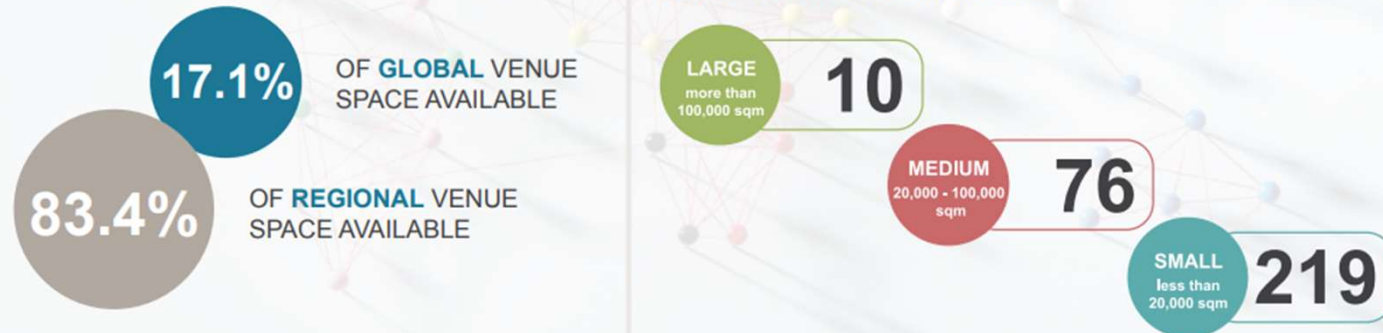 17.1%
OF GLOBAL VENUE
SPACE AVAILABLE
83.4%
OF REGIONAL VENUE
SPACE AVAILABLE
LARGE
more than
100,000 sqm
10
MEDIUM
20,000 - 100,000
sqm
76
SMALL
less than
20,000 sqm
219